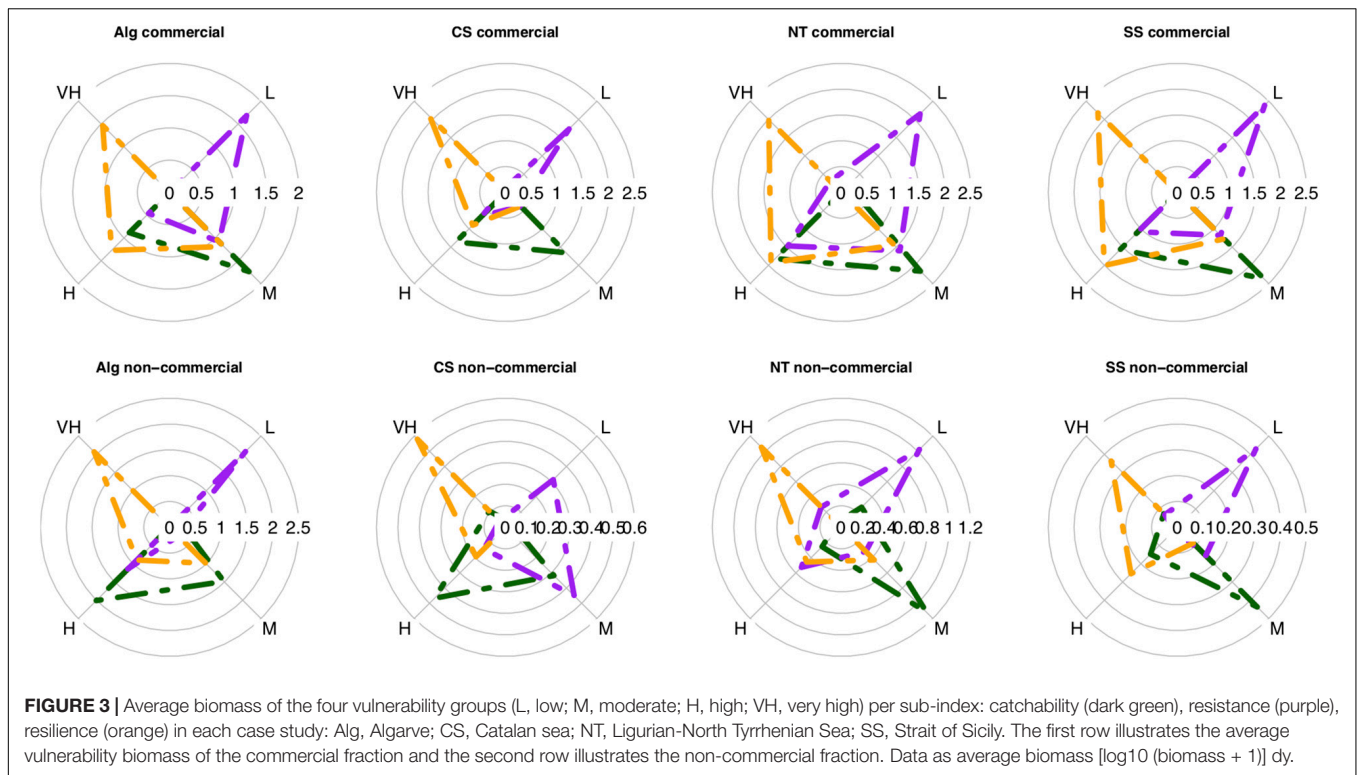 Alg commercial
CS commercial
NT commercial
SS commercial
VH L VH L VH L VH L
0 0.5 1 1.5 2
0 0.5 1 1.5 2 2.5
0 0.5 1 1.5 2 2.5
0 0.5 1 1.5 2 2.5
H M H M H M H M
Alg non−commercial
CS non−commercial
NT non−commercial
SS non−commercial
VH L VH L VH L VH L
0 0.5 1 1.5 2 2.5
0 0.1 0.2 0.3 0.4 0.5 0.6
0 0.2 0.4 0.6 0.8 1 1.2
0 0.1 0.2 0.3 0.4 0.5
H M H M H M H M
FIGURE 3 | Average biomass of the four vulnerability groups (L, low; M, moderate; H, high; VH, very high) per sub-index: catchability (dark green), resistance (purple),
resilience (orange) in each case study: Alg, Algarve; CS, Catalan sea; NT, Ligurian-North Tyrrhenian Sea; SS, Strait of Sicily. The first row illustrates the average
vulnerability biomass of the commercial fraction and the second row illustrates the non-commercial fraction. Data as average biomass [log10 (biomass + 1)] dy.